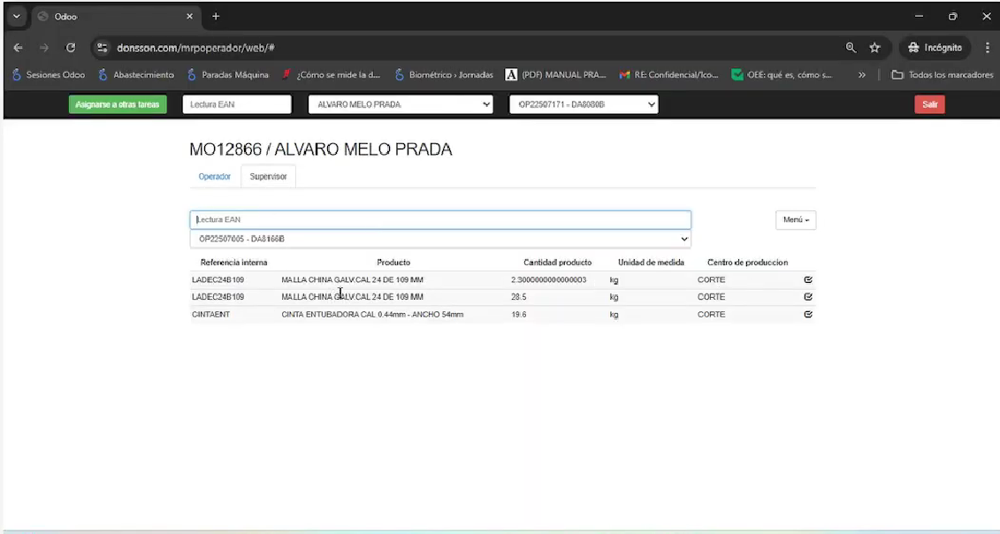 Odoo
donsson.com/mrpoperador/web/#
Incógnito
Sesiones Odoo
Abastecimiento
Paradas Máquina
¿Cómo se mide la d...
Biométrico › Jornadas
(PDF) MANUAL PRA...
RE: Confidencial/Ico...
OEE: qué es, cómo s...
»
Todos los marcadores
Asignarse a otras tareas
Lectura EAN
ALVARO MELO PRADA
OP22507171 - DA8080B
Salir
MO12866 / ALVARO MELO PRADA
Operador
Supervisor
Lectura EAN
Menú
OP22507005 - DA8166B
Referencia interna Producto Cantidad producto Unidad de medida Centro de produccion
LADEC24B109 MALLA CHINA GALV.CAL 24 DE 109 MM 2.3000000000000003 kg CORTE
LADEC24B109 MALLA CHINA GALV.CAL 24 DE 109 MM 28.5 kg CORTE
CINTAENT CINTA ENTUBADORA CAL 0.44mm - ANCHO 54mm 19.6 kg CORTE